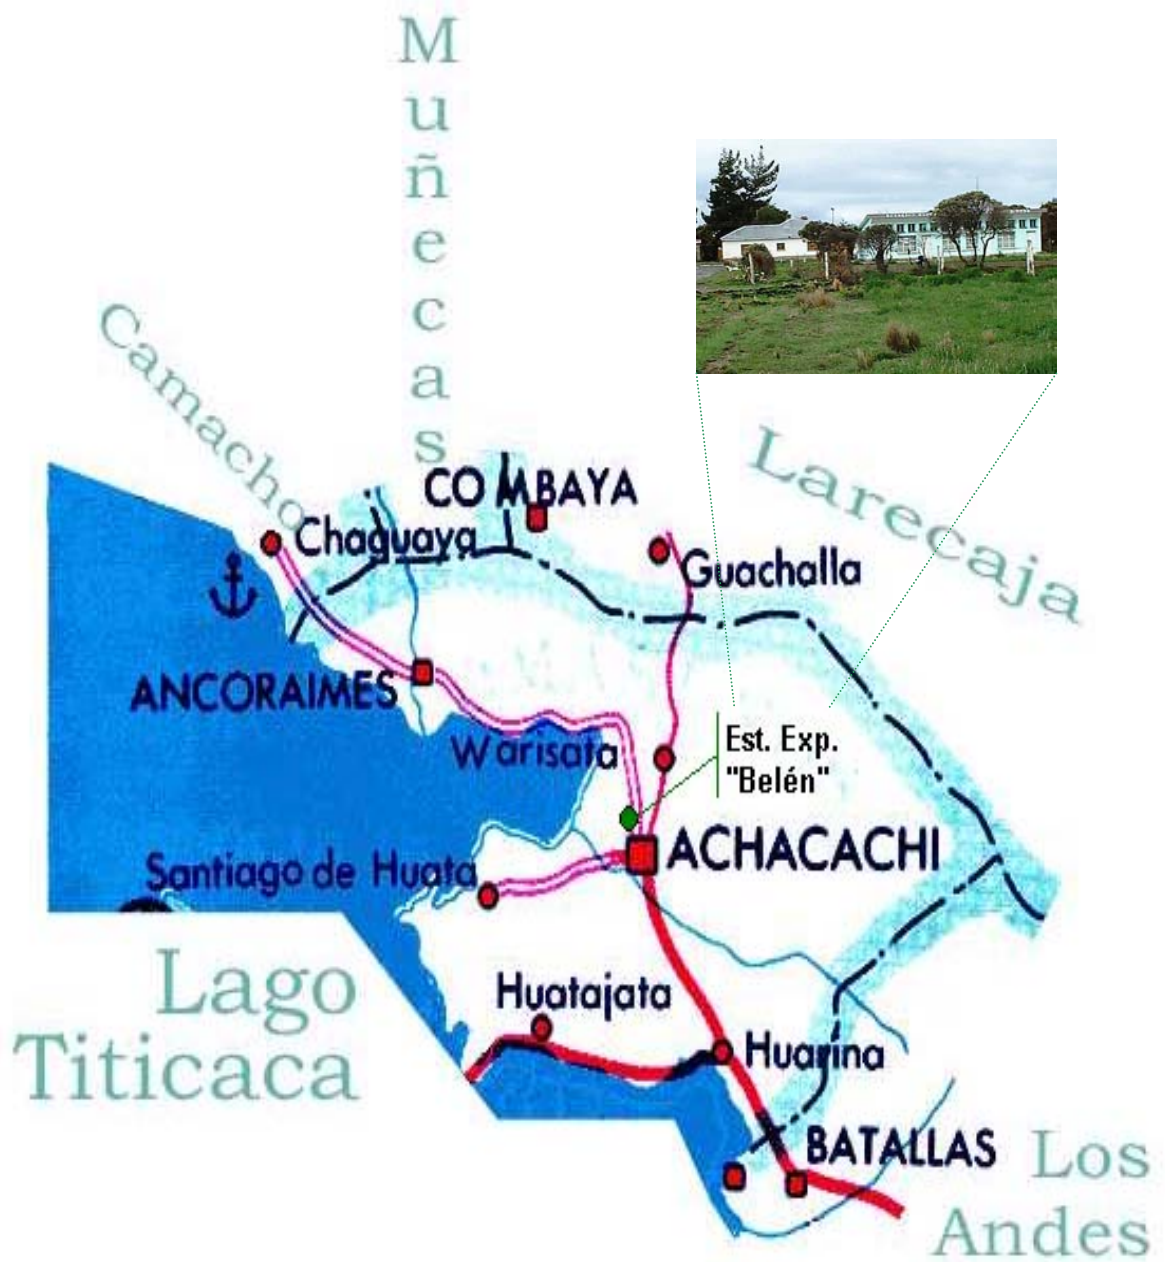 Muñecas
Camacho
Larecaja
COMBAYA
Chaguaya
Guachalla
ANCORAIMES
Warisata
Est. Exp.
"Belén"
ACHACACHI
Santiago de Huata
Lago
Titicaca
Huatajata
Huarina
BATALLAS
Los
Andes